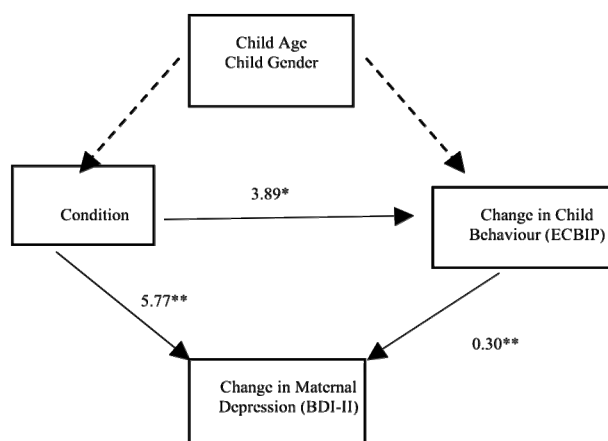 Child Age
Child Gender
3.89*
Condition
Change in Child
Behaviour (ECBIP)
5.77**
0.30**
Change in Maternal
Depression (BDI-II)